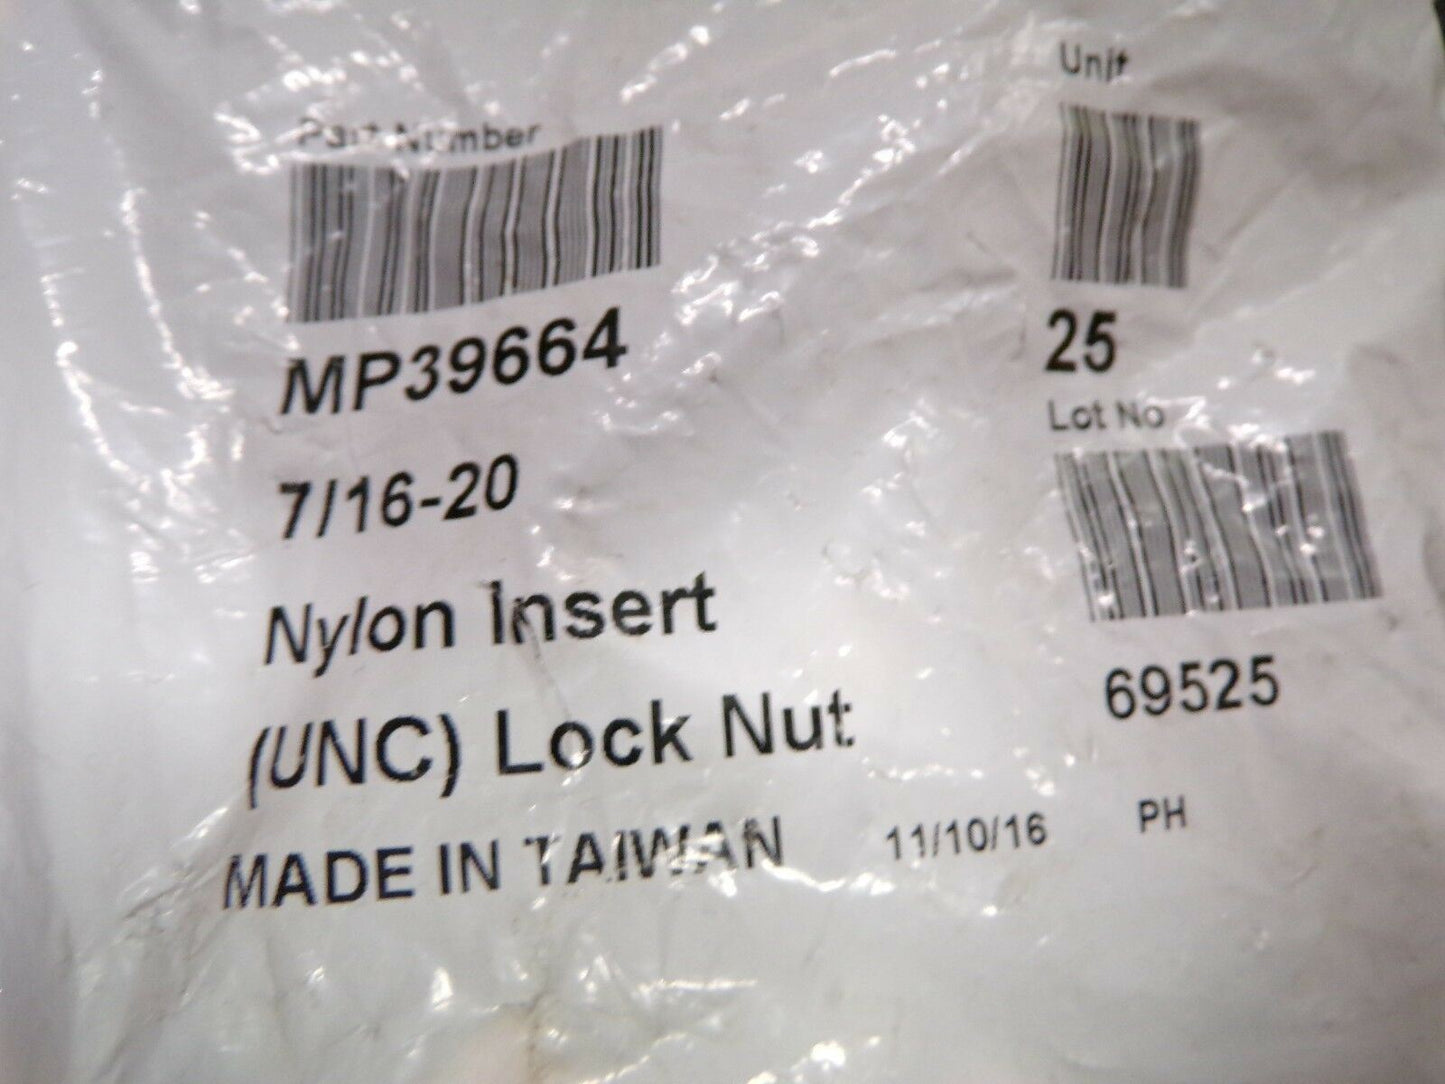 Part Number
MP39664
7/16-20
Nylon Insert
(UNC) Lock Nut
MADE IN TAIWAN
Unit
25
Lot No
69525
11/10/16 PH